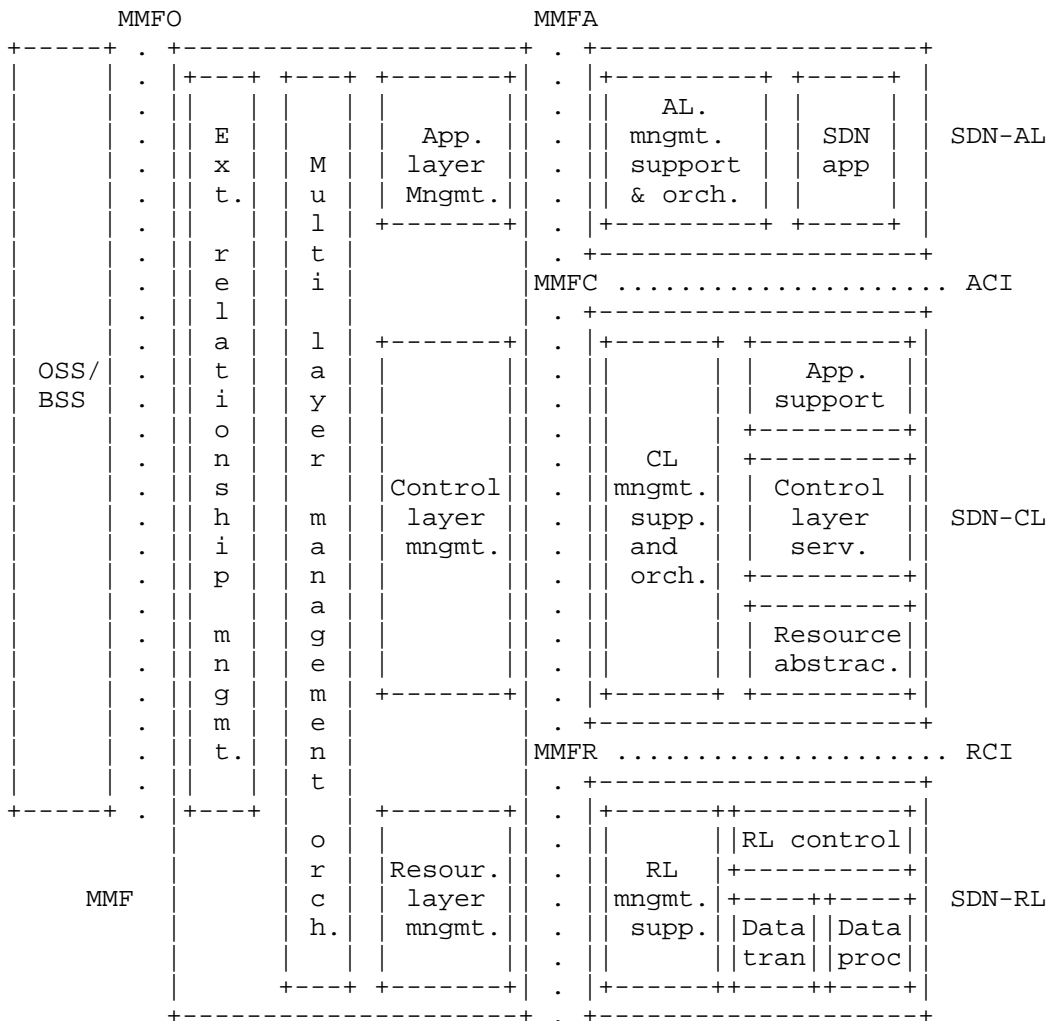 MMFO MMFA
AL.
E App. mngmt. SDN SDN-AL
x M layer support app
t. u Mngmt. & orch.
l
r t
e i MMFC ...................... ACI
l
a l
OSS/ t a App.
BSS i y support
o e
n r CL
s Control mngmt. Control
h m layer supp. layer SDN-CL
i a mngmt. and serv.
p n orch.
a
m g Resource
n e abstrac.
g m
m e
t. n MMFR ...................... RCI
t
o RL control
r Resour. RL
MMF c layer mngmt. SDN-RL
h. mngmt. supp. Data Data
tran proc